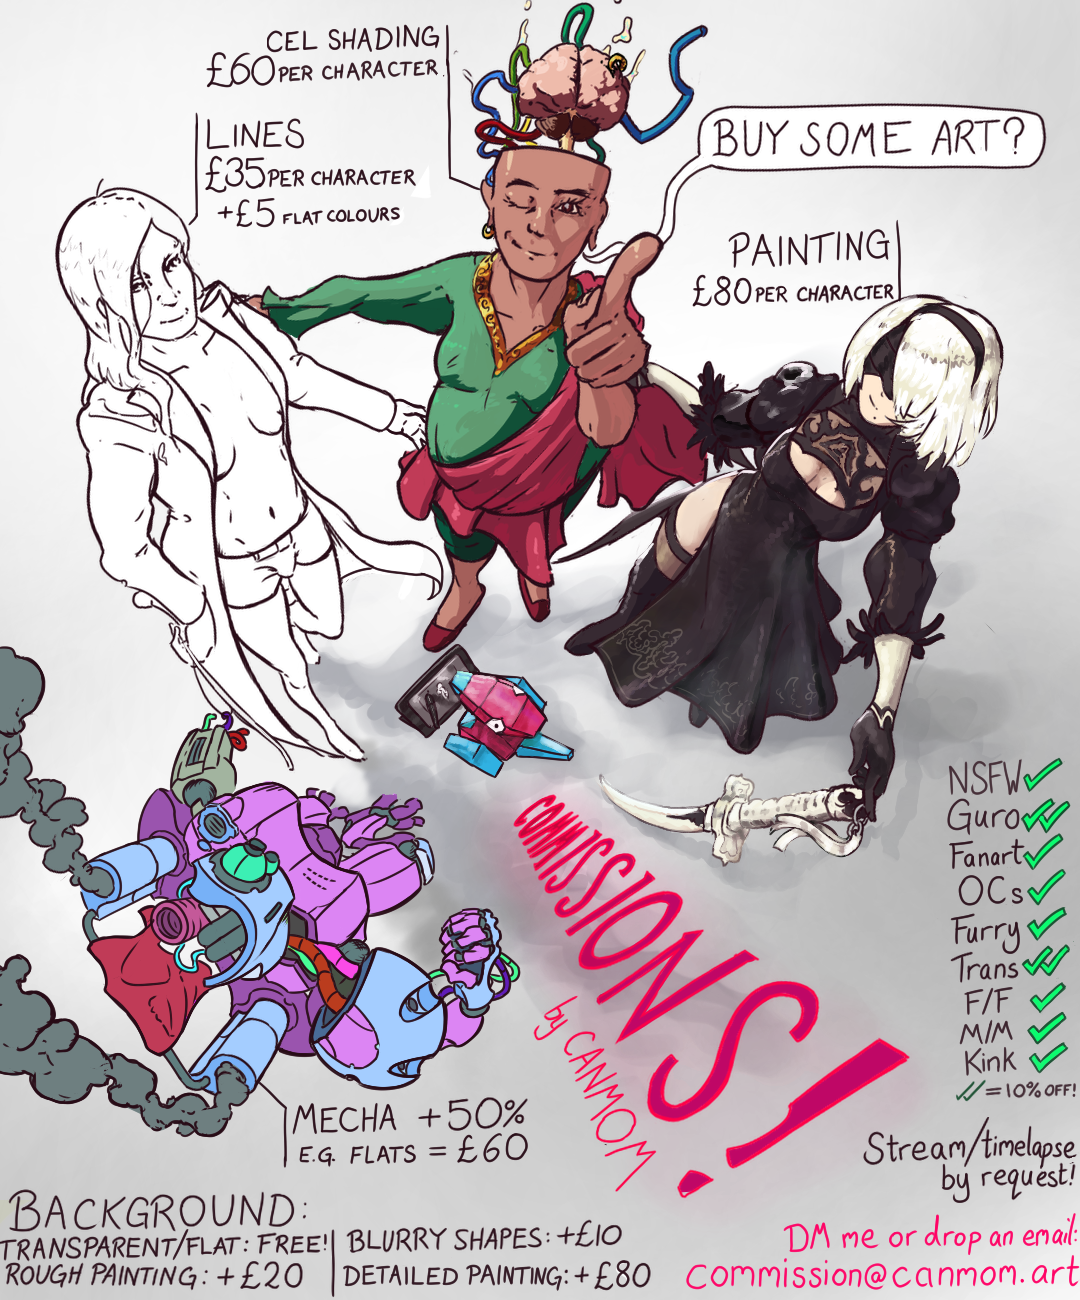 CEL SHADING
£60 PER CHARACTER
LINES
£35 PER CHARACTER
+£5 FLAT COLOURS
BUY SOME ART?
PAINTING
£80 PER CHARACTER
NSFW ✓
Guro ✓✓
Fanart ✓
OCs ✓
Furry ✓
Trans ✓✓
F/F ✓
M/M ✓
Kink ✓
✓✓ = 10% OFF!
COMMISSIONS!
by CANMOM
MECHA +50%
E.G. FLATS = £60
Stream/timelapse
by request!
BACKGROUND:
TRANSPARENT/FLAT: FREE!
ROUGH PAINTING: +£20
BLURRY SHAPES: +£10
DETAILED PAINTING: +£80
DM me or drop an email:
commission@canmom.art